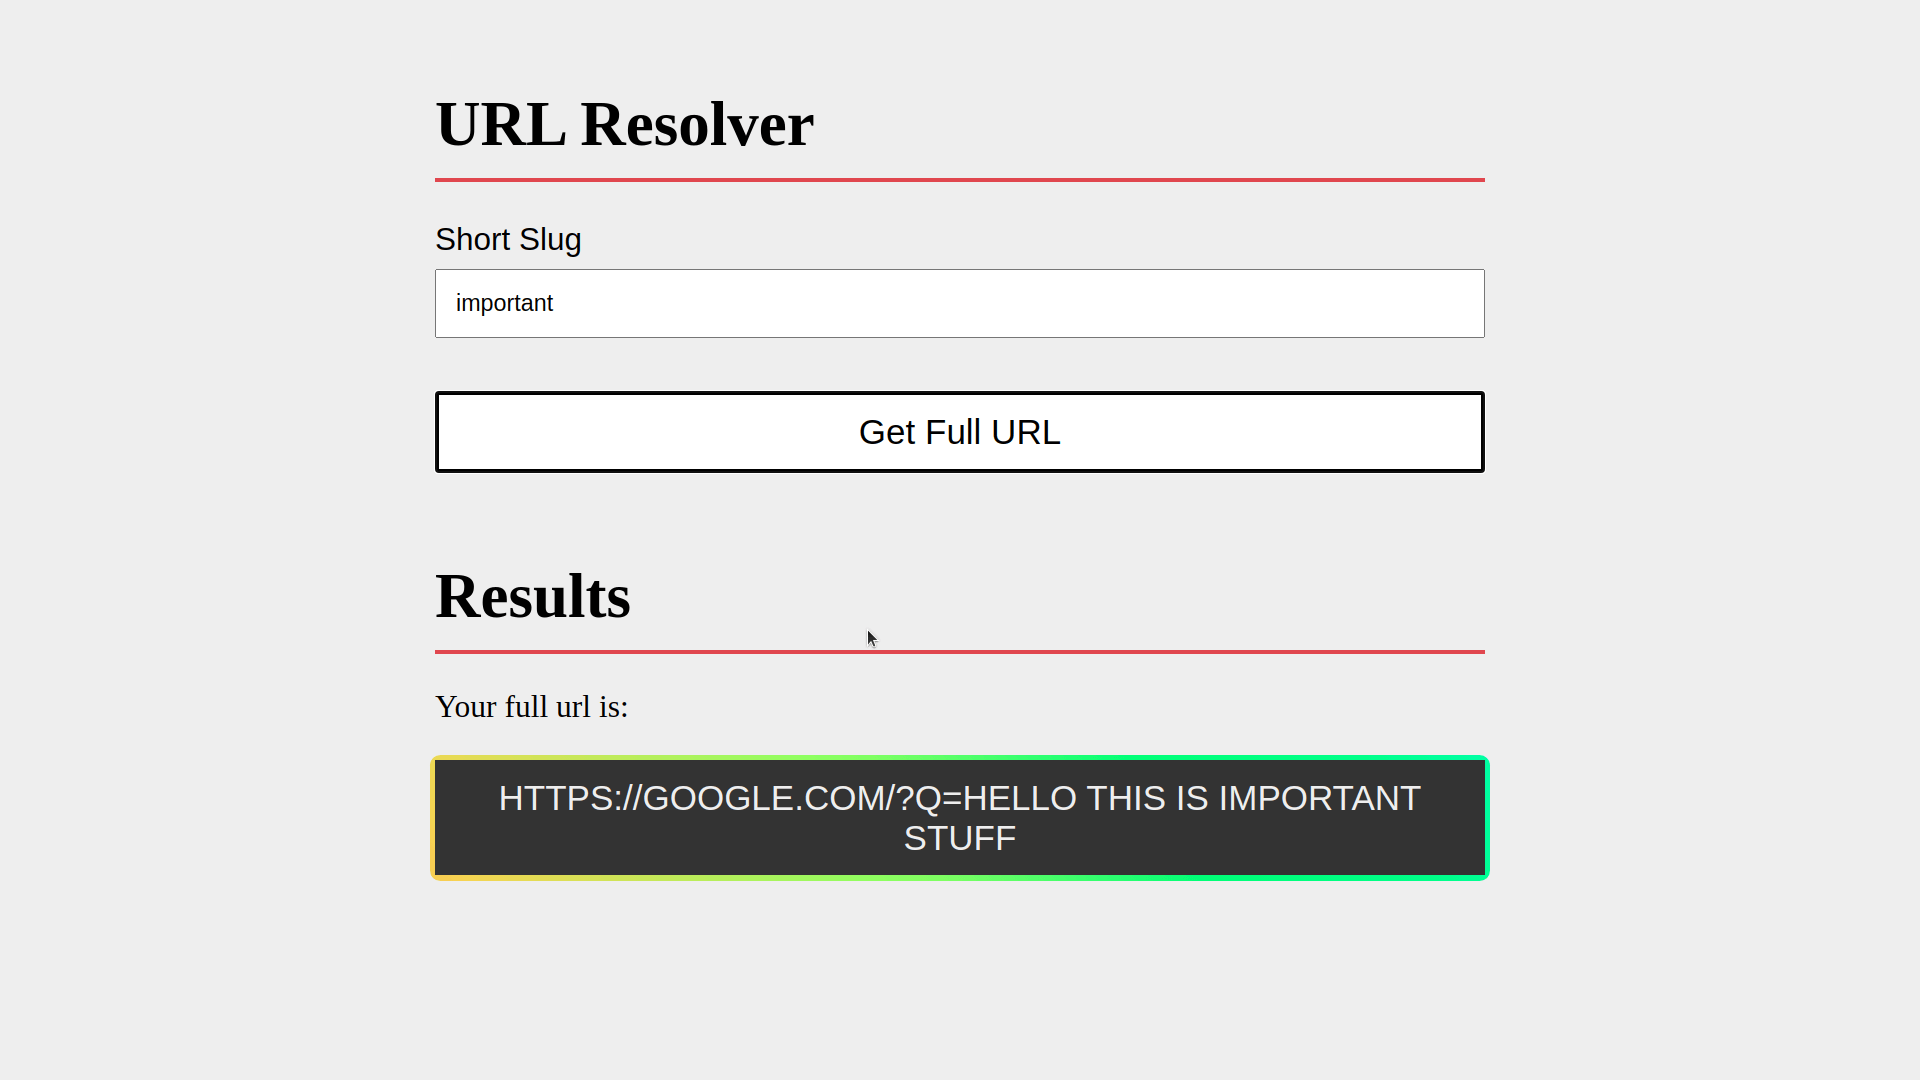 URL Resolver
Short Slug
important
Get Full URL
Results
Your full url is:
HTTPS://GOOGLE.COM/?Q=HELLO THIS IS IMPORTANT
STUFF